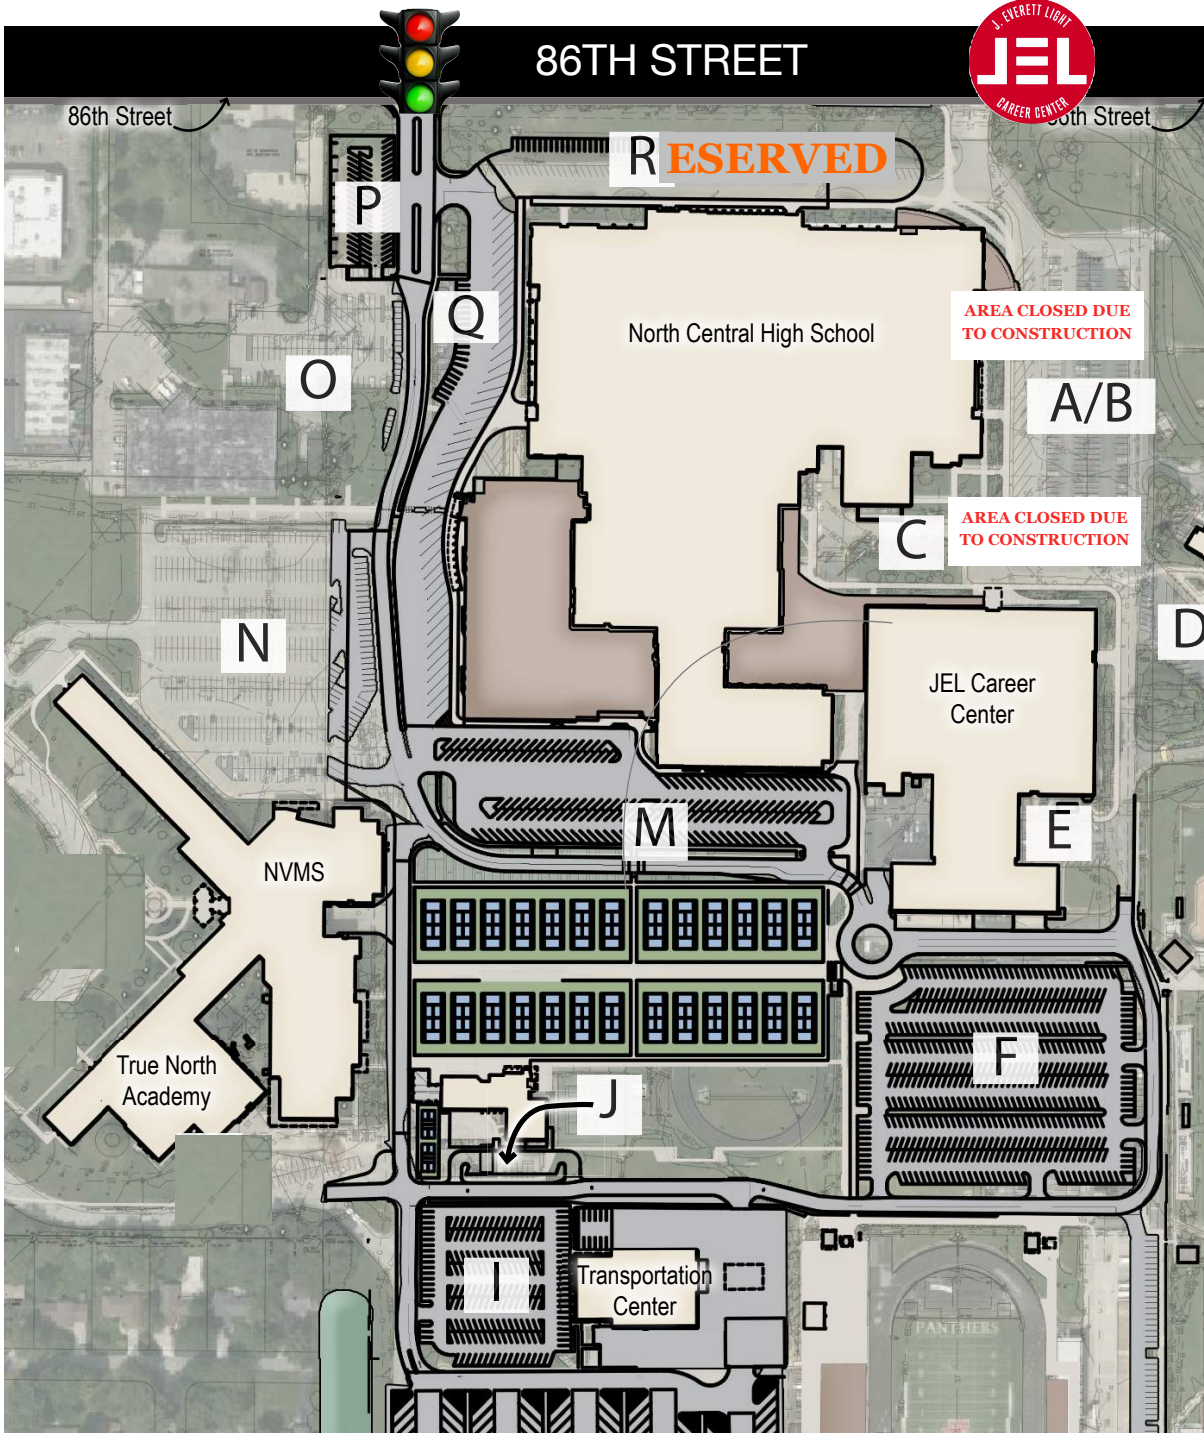 86TH STREET
J. EVERETT LIGHT
JEL
CAREER CENTER
86th Street
86th Street
RESERVED
P
Q
North Central High School
AREA CLOSED DUE
TO CONSTRUCTION
O
A/B
C
AREA CLOSED DUE
TO CONSTRUCTION
N
D
JEL Career
Center
M
E
NVMS
F
True North
Academy
J
I
Transportation
Center
PANTHERS